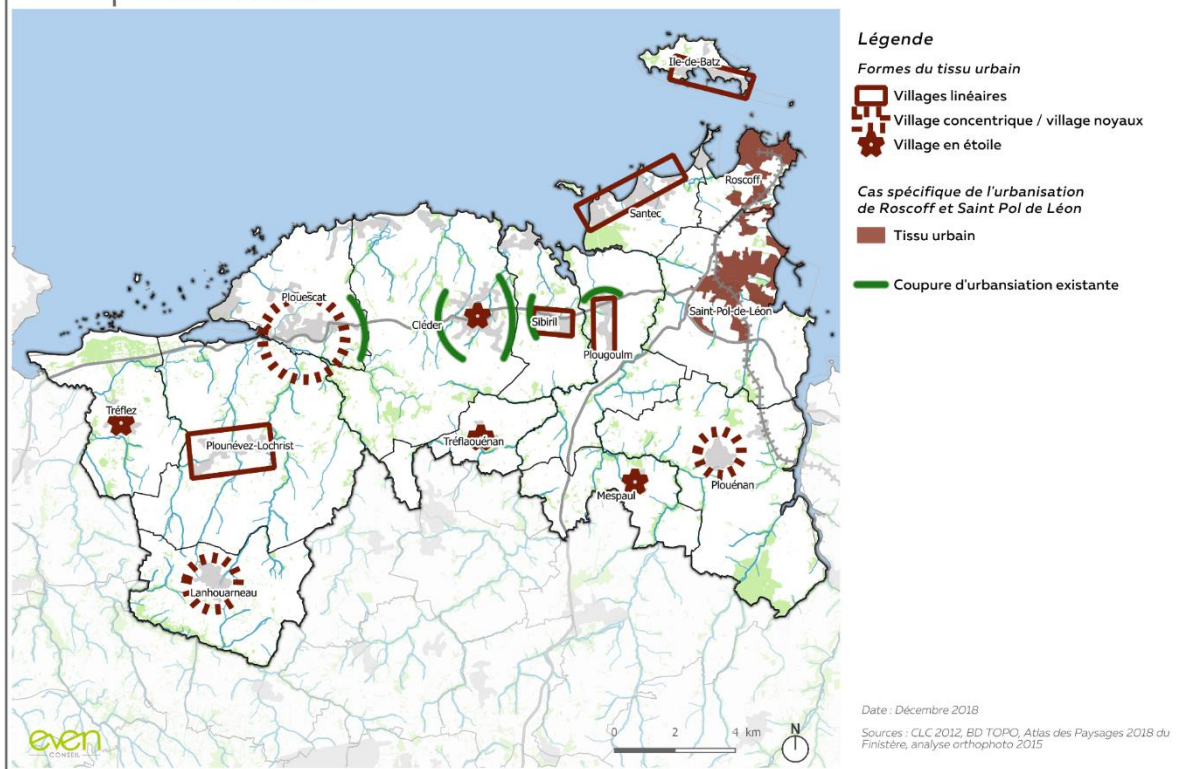 Ile-de-Batz
Roscoff
Santec
Saint-Pol-de-Léon
Plouescat
Cléder
Sibiril
Plougoulm
Tréflez
Plounévez-Lochrist
Tréflaouénan
Mespaul
Plouénan
Lanhouarneau
even
CONSEIL
0 2 4 km
N
Légende
Formes du tissu urbain
Villages linéaires
Village concentrique / village noyaux
Village en étoile
Cas spécifique de l'urbanisation
de Roscoff et Saint Pol de Léon
Tissu urbain
Coupure d'urbansiation existante
Date : Décembre 2018
Sources : CLC 2012, BD TOPO, Atlas des Paysages 2018 du
Finistère, analyse orthophoto 2015